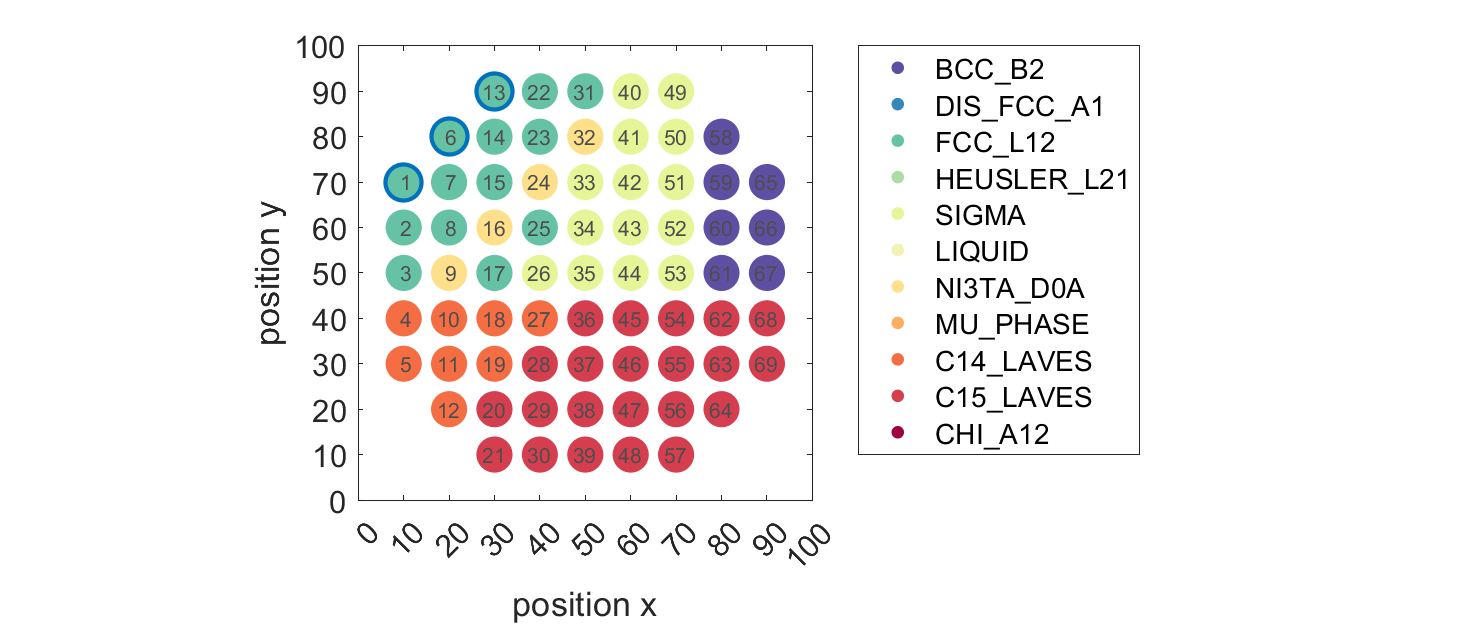 100
90
80
70
60
50
40
30
20
10
0
position y
13 22 31 40 49
6 14 23 32 41 50 58
1 7 15 24 33 42 51 59 65
2 8 16 25 34 43 52 60 66
3 9 17 26 35 44 53 61 67
4 10 18 27 36 45 54 62 68
5 11 19 28 37 46 55 63 69
12 20 29 38 47 56 64
21 30 39 48 57
0 10 20 30 40 50 60 70 80 90 100
position x
BCC_B2
DIS_FCC_A1
FCC_L12
HEUSLER_L21
SIGMA
LIQUID
NI3TA_D0A
MU_PHASE
C14_LAVES
C15_LAVES
CHI_A12